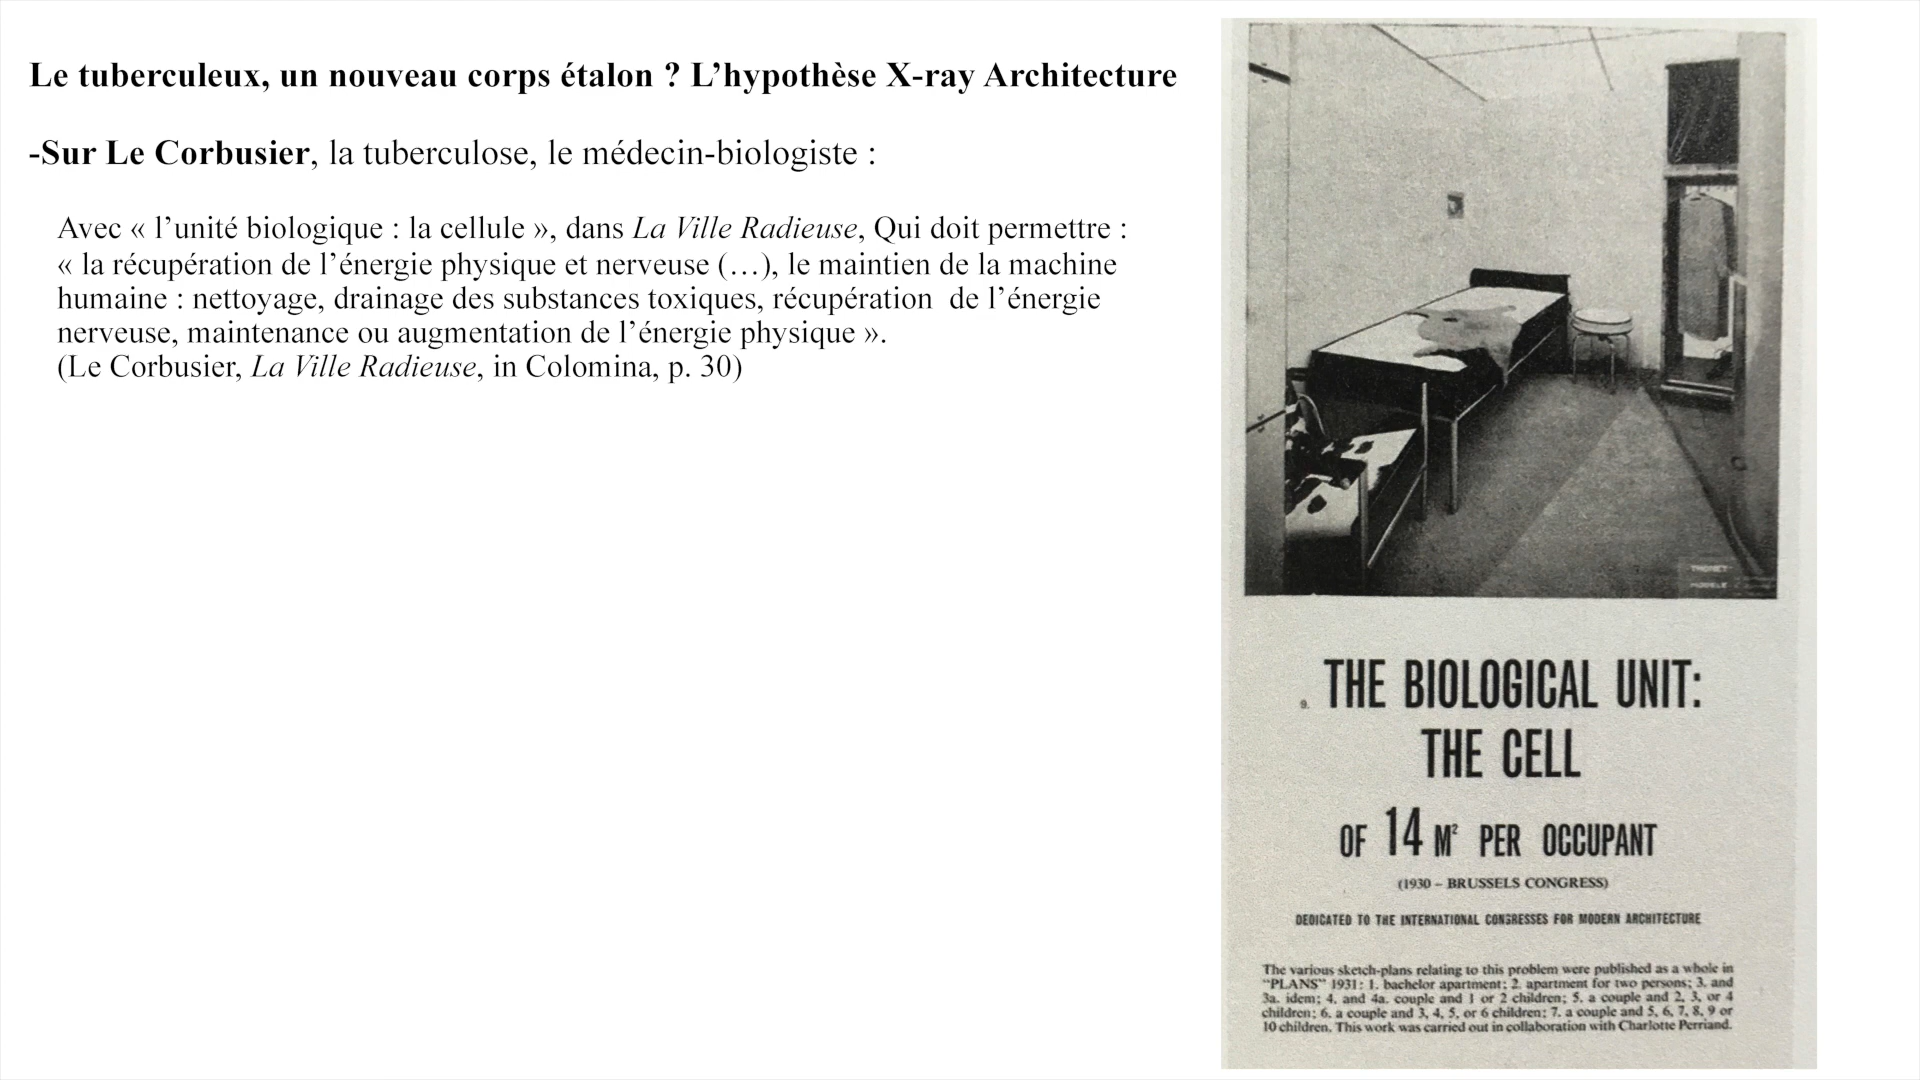 Le tuberculeux, un nouveau corps étalon ? L’hypothèse X-ray Architecture
-Sur Le Corbusier, la tuberculose, le médecin-biologiste :
Avec « l’unité biologique : la cellule », dans La Ville Radieuse, Qui doit permettre :
« la récupération de l’énergie physique et nerveuse (…), le maintien de la machine
humaine : nettoyage, drainage des substances toxiques, récupération de l’énergie
nerveuse, maintenance ou augmentation de l’énergie physique ».
(Le Corbusier, La Ville Radieuse, in Colomina, p. 30)
THONET
MODELE
9. THE BIOLOGICAL UNIT:
THE CELL
OF 14 M² PER OCCUPANT
(1930 – BRUSSELS CONGRESS)
DEDICATED TO THE INTERNATIONAL CONGRESSES FOR MODERN ARCHITECTURE
The various sketch-plans relating to this problem were published as a whole in
“PLANS” 1931: 1. bachelor apartment; 2. apartment for two persons; 3. and
3a. idem; 4. and 4a. couple and 1 or 2 children; 5. a couple and 2, 3, or 4
children; 6. a couple and 3, 4, 5, or 6 children; 7. a couple and 5, 6, 7, 8, 9 or
10 children. This work was carried out in collaboration with Charlotte Perriand.